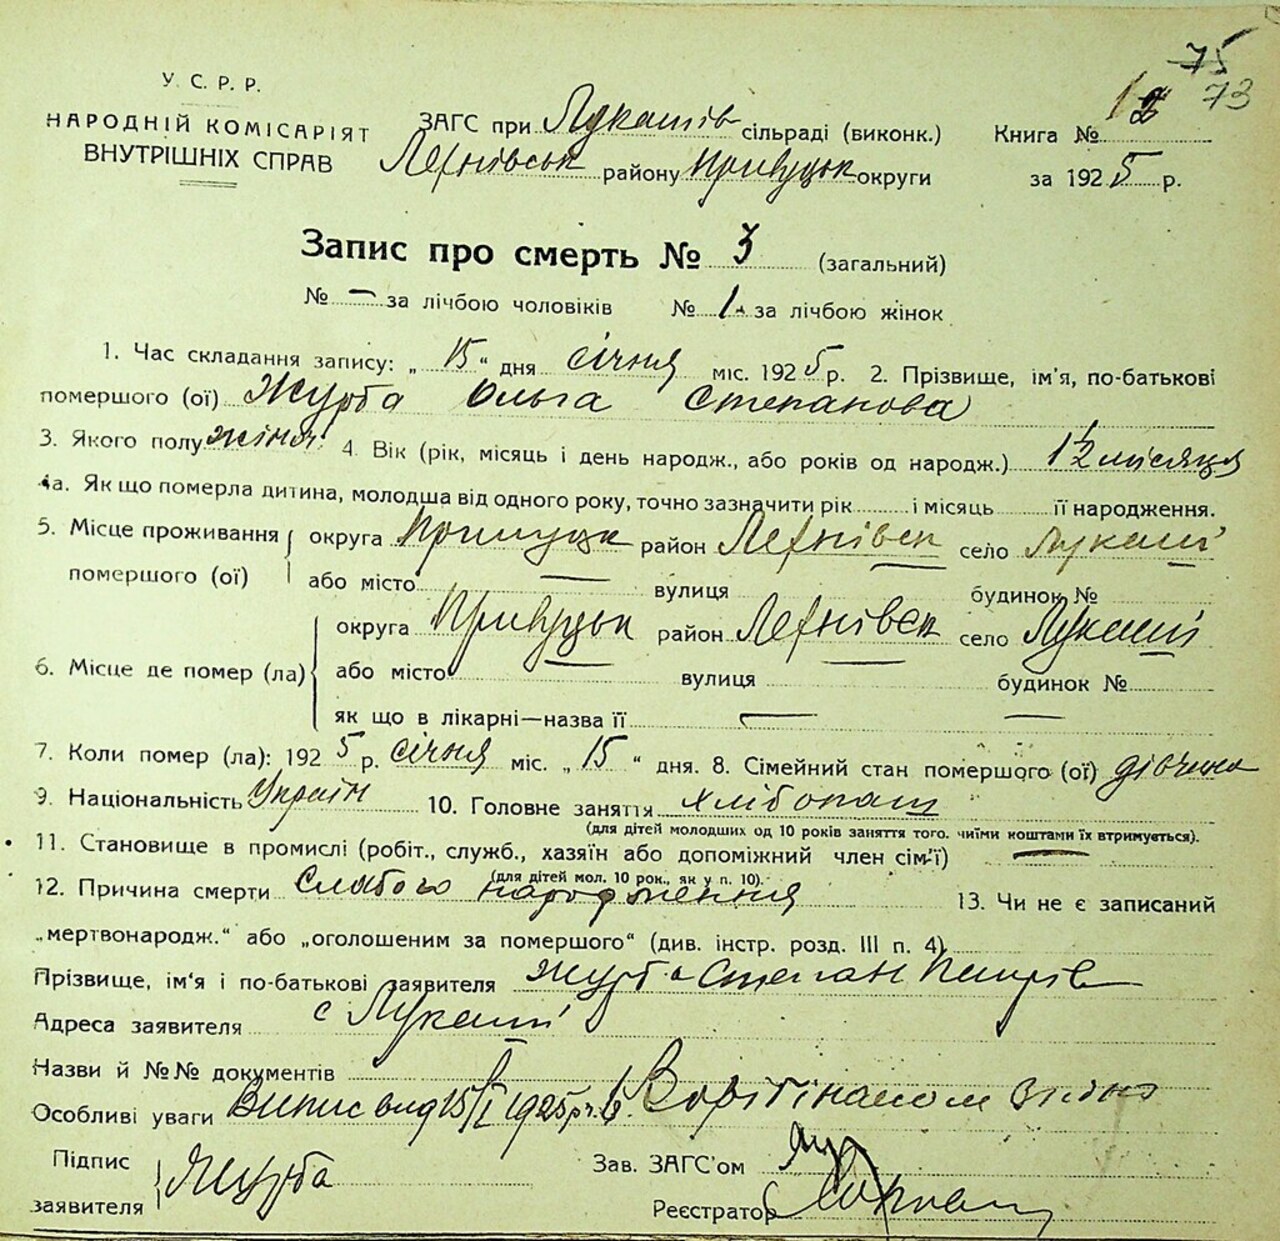 75
73
У. С. Р. Р.
НАРОДНІЙ КОМІСАРІЯТ
ВНУТРІШНІХ СПРАВ
ЗАГС при Лукашів сільраді (виконк.)
району округи
Книга №
за 1925 р.
Запис про смерть № 3 (загальний)
№ — за лічбою чоловіків № 1. за лічбою жінок
1. Час складання запису: „ 15 “ дня січня міс. 1925 р. 2. Прізвище, ім'я, по-батькові
помершого (ої) Журба Ольга Степанова
3. Якого полу жіноч. 4. Вік (рік, місяць і день народж., або років од народж.) 1½ місяця
4а. Як що померла дитина, молодша від одного року, точно зазначити рік і місяць її народження.
5. Місце проживання помершого (ої) округа район село Лукаші
або місто — вулиця — будинок №
6. Місце де помер (ла) округа Прилуцьк район село Лукаші
або місто — вулиця — будинок №
як що в лікарні—назва її — —
7. Коли помер (ла): 1925 р. січня міс. „ 15 “ дня. 8. Сімейний стан помершого (ої) дівчина
9. Національність Україн 10. Головне заняття хлібопаш
(для дітей молодших од 10 років заняття того. чиїми коштами їх втримується).
11. Становище в промислі (робіт., служб., хазяїн або допоміжний член сім'ї) —
(для дітей мол. 10 рок., як у п. 10).
12. Причина смерти Слабого народження 13. Чи не є записаний
„мертвонародж.“ або „оголошеним за помершого“ (див. інстр. розд. III п. 4)
Прізвище, ім'я і по-батькові заявителя Журба Степан Петрів
Адреса заявителя с Лукаші
Назви й №№ документів
Особливі уваги Випис вид 15/I 1925 р.
Підпис заявителя Журба
Зав. ЗАГС'ом
Реєстратор